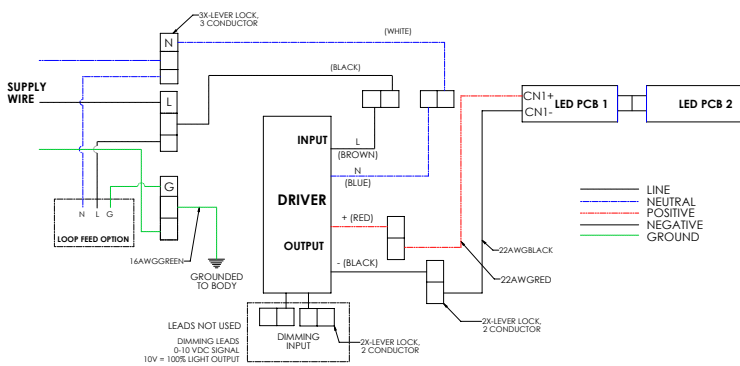 3X-LEVER LOCK,
3 CONDUCTOR
N
(WHITE)
SUPPLY
WIRE
L
(BLACK)
CN1+
CN1-
LED PCB 1
LED PCB 2
INPUT
L
(BROWN)
N
(BLUE)
DRIVER
G
N L G
LOOP FEED OPTION
+ (RED)
OUTPUT
- (BLACK)
16AWGGREEN
GROUNDED
TO BODY
LINE
NEUTRAL
POSITIVE
NEGATIVE
GROUND
22AWGBLACK
22AWGRED
LEADS NOT USED
DIMMING LEADS
0-10 VDC SIGNAL
10V = 100% LIGHT OUTPUT
DIMMING
INPUT
2X-LEVER LOCK,
2 CONDUCTOR
2X-LEVER LOCK,
2 CONDUCTOR